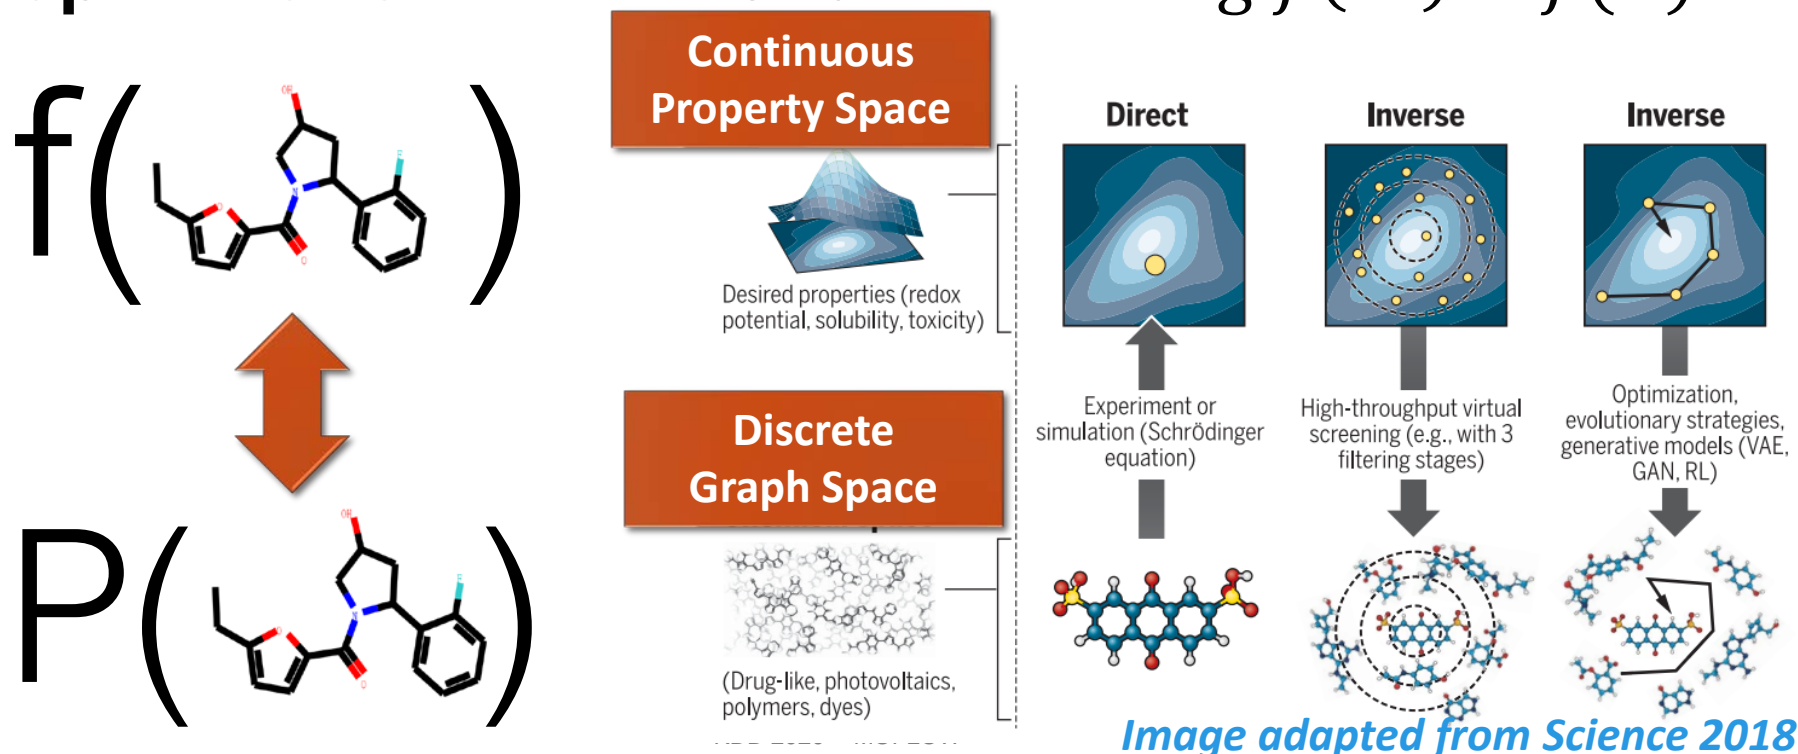 f( )
P( )
Continuous
Property Space
Desired properties (redox
potential, solubility, toxicity)
Discrete
Graph Space
(Drug-like, photovoltaics,
polymers, dyes)
Direct
Experiment or
simulation (Schrödinger
equation)
Inverse
High-throughput virtual
screening (e.g., with 3
filtering stages)
Inverse
Optimization,
evolutionary strategies,
generative models (VAE,
GAN, RL)
Image adapted from Science 2018